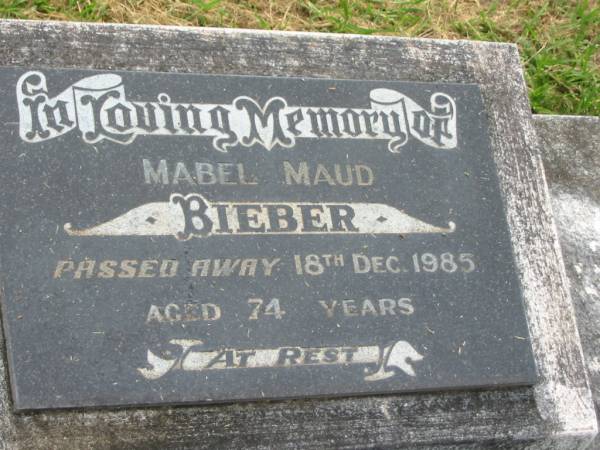 In Loving Memory of
MABEL MAUD
BIEBER
PASSED AWAY 18TH DEC. 1985
AGED 74 YEARS
AT REST